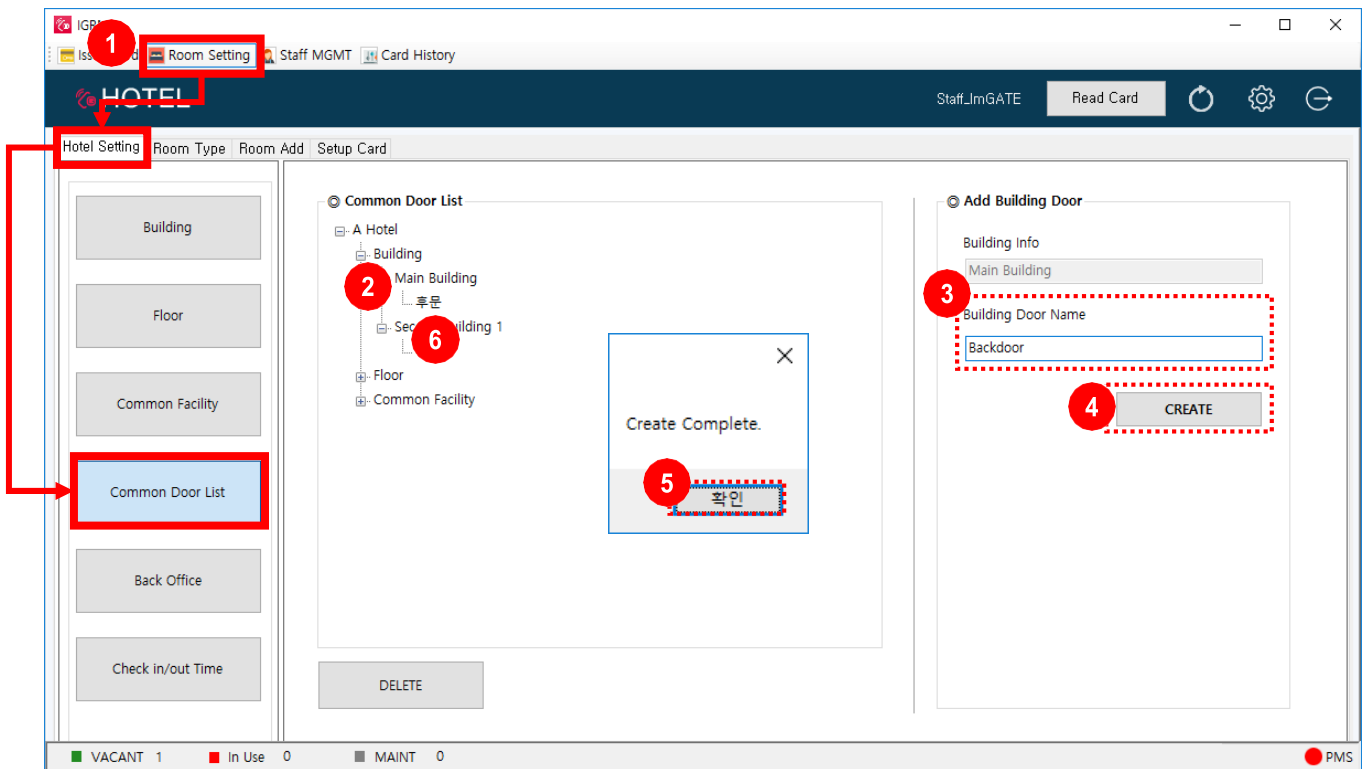 1
Room Setting
Staff MGMT
Card History
HOTEL
Staff_ImGATE
Read Card
Hotel Setting
Room Type
Room Add
Setup Card
Building
Floor
Common Facility
Common Door List
Back Office
Check in/out Time
Common Door List
A Hotel
Building
2
Main Building
후문
6
Floor
Common Facility
DELETE
Create Complete.
5
확인
Add Building Door
Building Info
Main Building
3
Building Door Name
Backdoor
4
CREATE
VACANT 1
In Use 0
MAINT 0
PMS